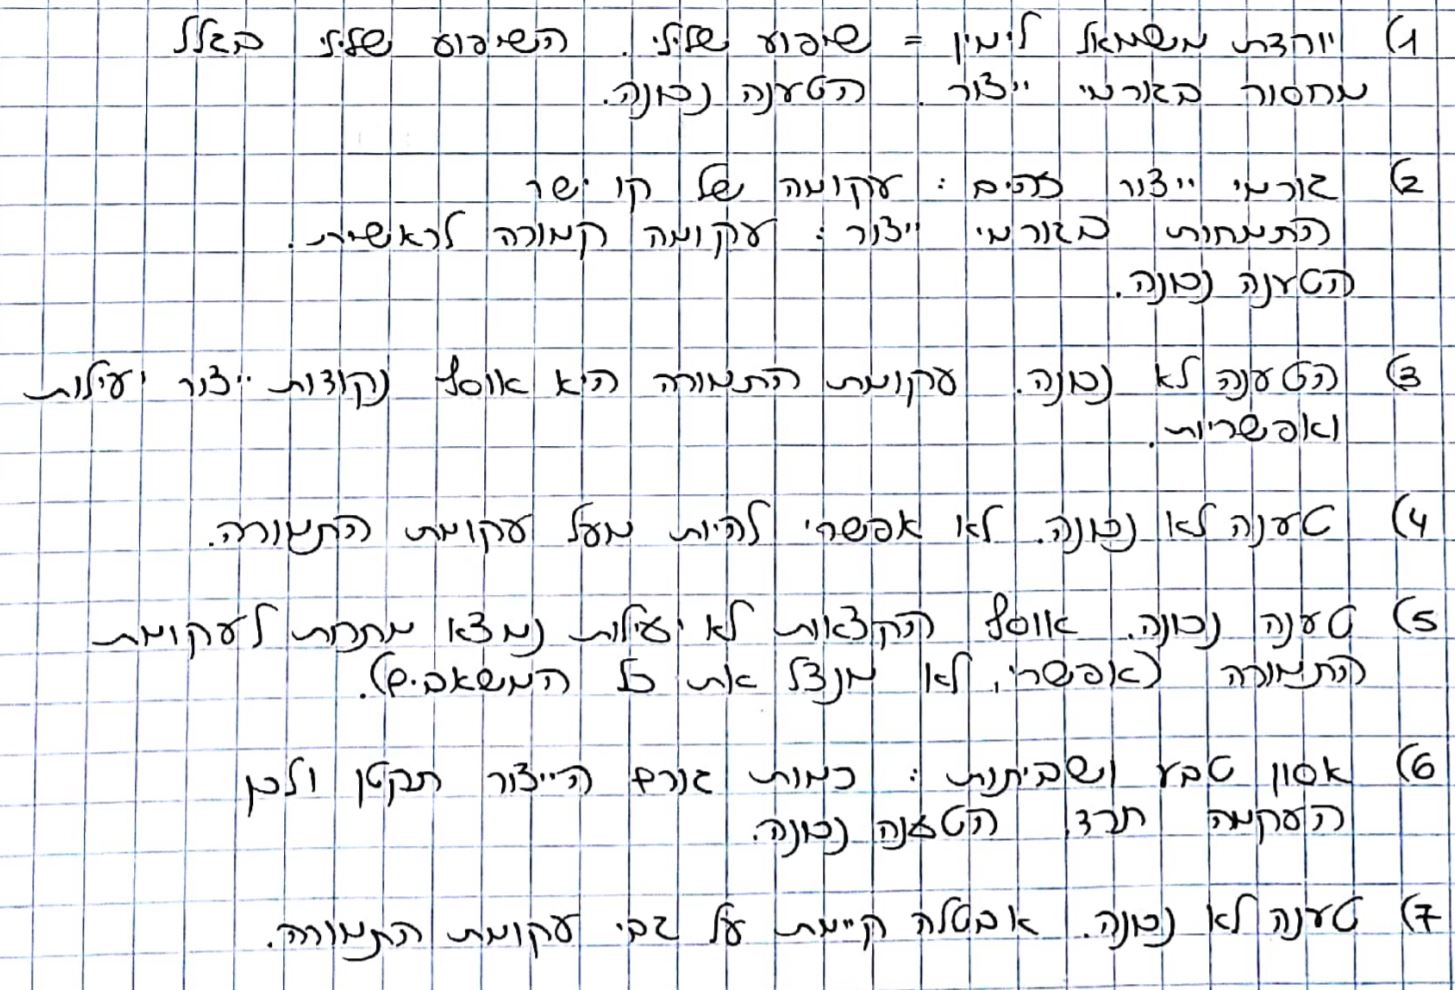 1) יורדת משמאל לימין = שיפוע שלילי. השיפוע שלילי בגלל
מחסור בגורמי ייצור. הטענה נכונה.
2) גורמי ייצור זהים: עקומה של קו ישר
התמחות בגורמי ייצור: עקומה קמורה לראשית.
הטענה נכונה.
3) הטענה לא נכונה. עקומת התמורה היא אוסף נקודות ייצור יעילות
ואפשריות.
4) טענה לא נכונה. לא אפשרי להיות מעל עקומת התמורה.
5) טענה נכונה. אוסף הקצאות לא יעילות נמצא מתחת לעקומת
התמורה (אפשרי, לא מנצל את כל המשאבים).
6) אסון טבע ושביתות: כמות גורם הייצור תקטן ולכן
העקמה תרד, הטענה נכונה.
7) טענה לא נכונה. אבטלה קיימת על גבי עקומת התמורה.